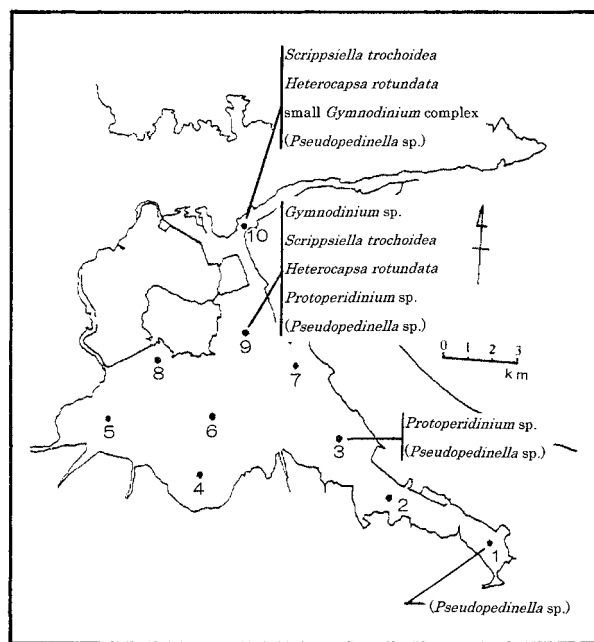 Scrippsiella trochoidea
Heterocapsa rotundata
small Gymnodinium complex
(Pseudopedinella sp.)
10
Gymnodinium sp.
Scrippsiella trochoidea
Heterocapsa rotundata
Protoperidinium sp.
(Pseudopedinella sp.)
9
8
7
0 1 2 3
km
5
6
3
Protoperidinium sp.
(Pseudopedinella sp.)
4
2
1
(Pseudopedinella sp.)